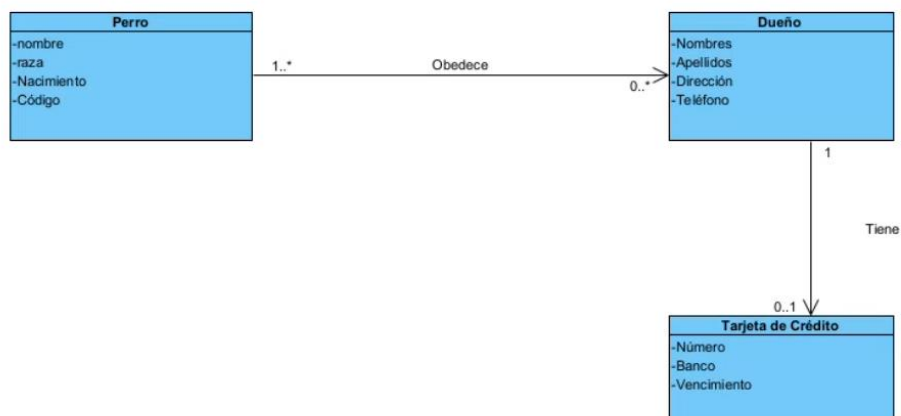 Perro
-nombre
-raza
-Nacimiento
-Código
1..*
Obedece
0..*
Dueño
-Nombres
-Apellidos
-Dirección
-Teléfono
1
Tiene
0..1
Tarjeta de Crédito
-Número
-Banco
-Vencimiento